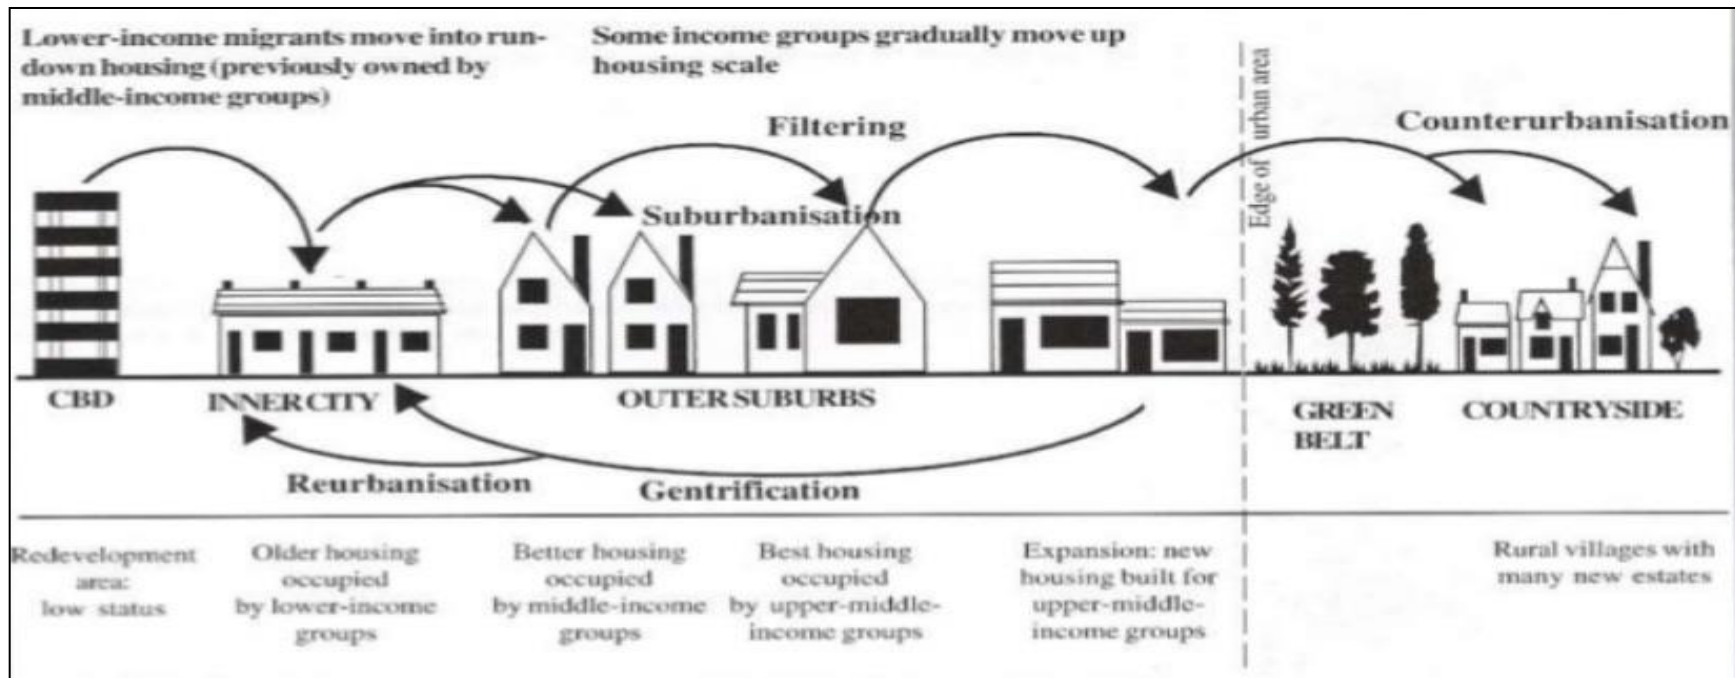 Lower-income migrants move into run-
down housing (previously owned by
middle-income groups)
Some income groups gradually move up
housing scale
Filtering
Edge of urban area
Counterurbanisation
Suburbanisation
CBD
INNER CITY
OUTER SUBURBS
GREEN
BELT
COUNTRYSIDE
Reurbanisation
Gentrification
Redevelopment
area:
low status
Older housing
occupied
by lower-income
groups
Better housing
occupied
by middle-income
groups
Best housing
occupied
by upper-middle-
income groups
Expansion: new
housing built for
upper-middle-
income groups
Rural villages with
many new estates